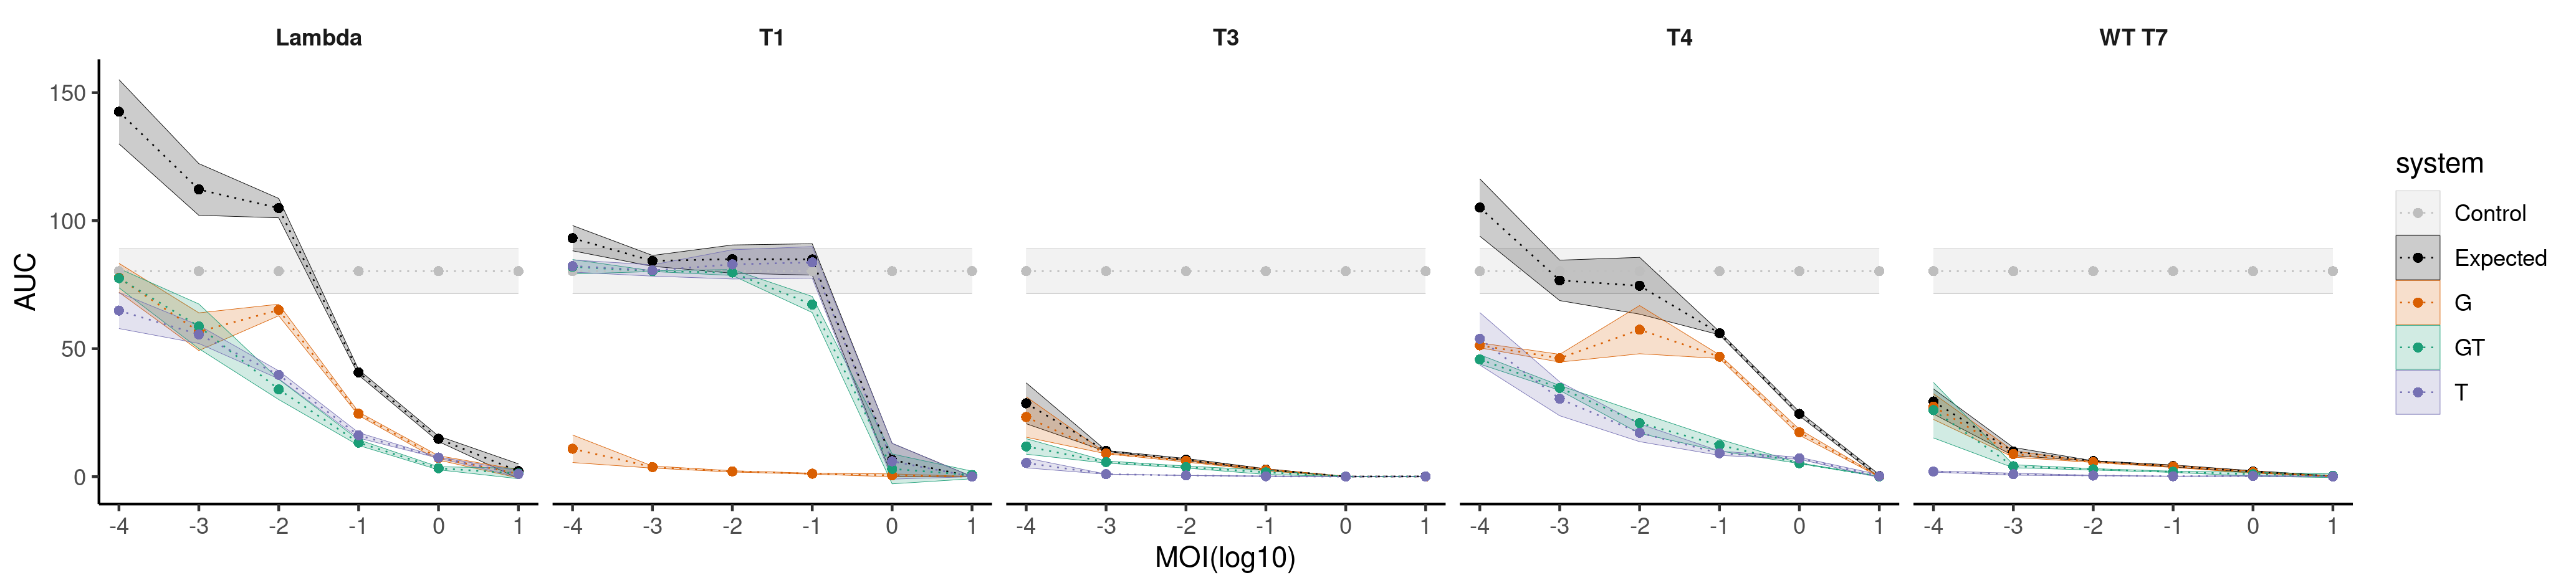 Lambda T1 T3 T4 WT T7
AUC
150
100
50
0
-4 -3 -2 -1 0 1 -4 -3 -2 -1 0 1 -4 -3 -2 -1 0 1 -4 -3 -2 -1 0 1 -4 -3 -2 -1 0 1
MOI(log10)
system
Control
Expected
G
GT
T